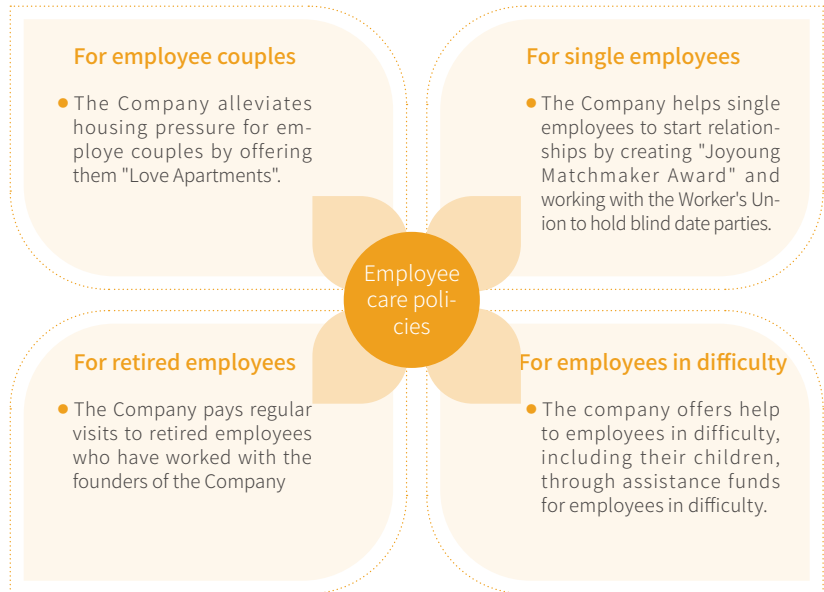 For employee couples
The Company alleviates
housing pressure for em-
ploye couples by offering
them "Love Apartments".
For single employees
The Company helps single
employees to start relation-
ships by creating "Joyoung
Matchmaker Award" and
working with the Worker's Un-
ion to hold blind date parties.
Employee
care poli-
cies
For retired employees
The Company pays regular
visits to retired employees
who have worked with the
founders of the Company
For employees in difficulty
The company offers help
to employees in difficulty,
including their children,
through assistance funds
for employees in difficulty.